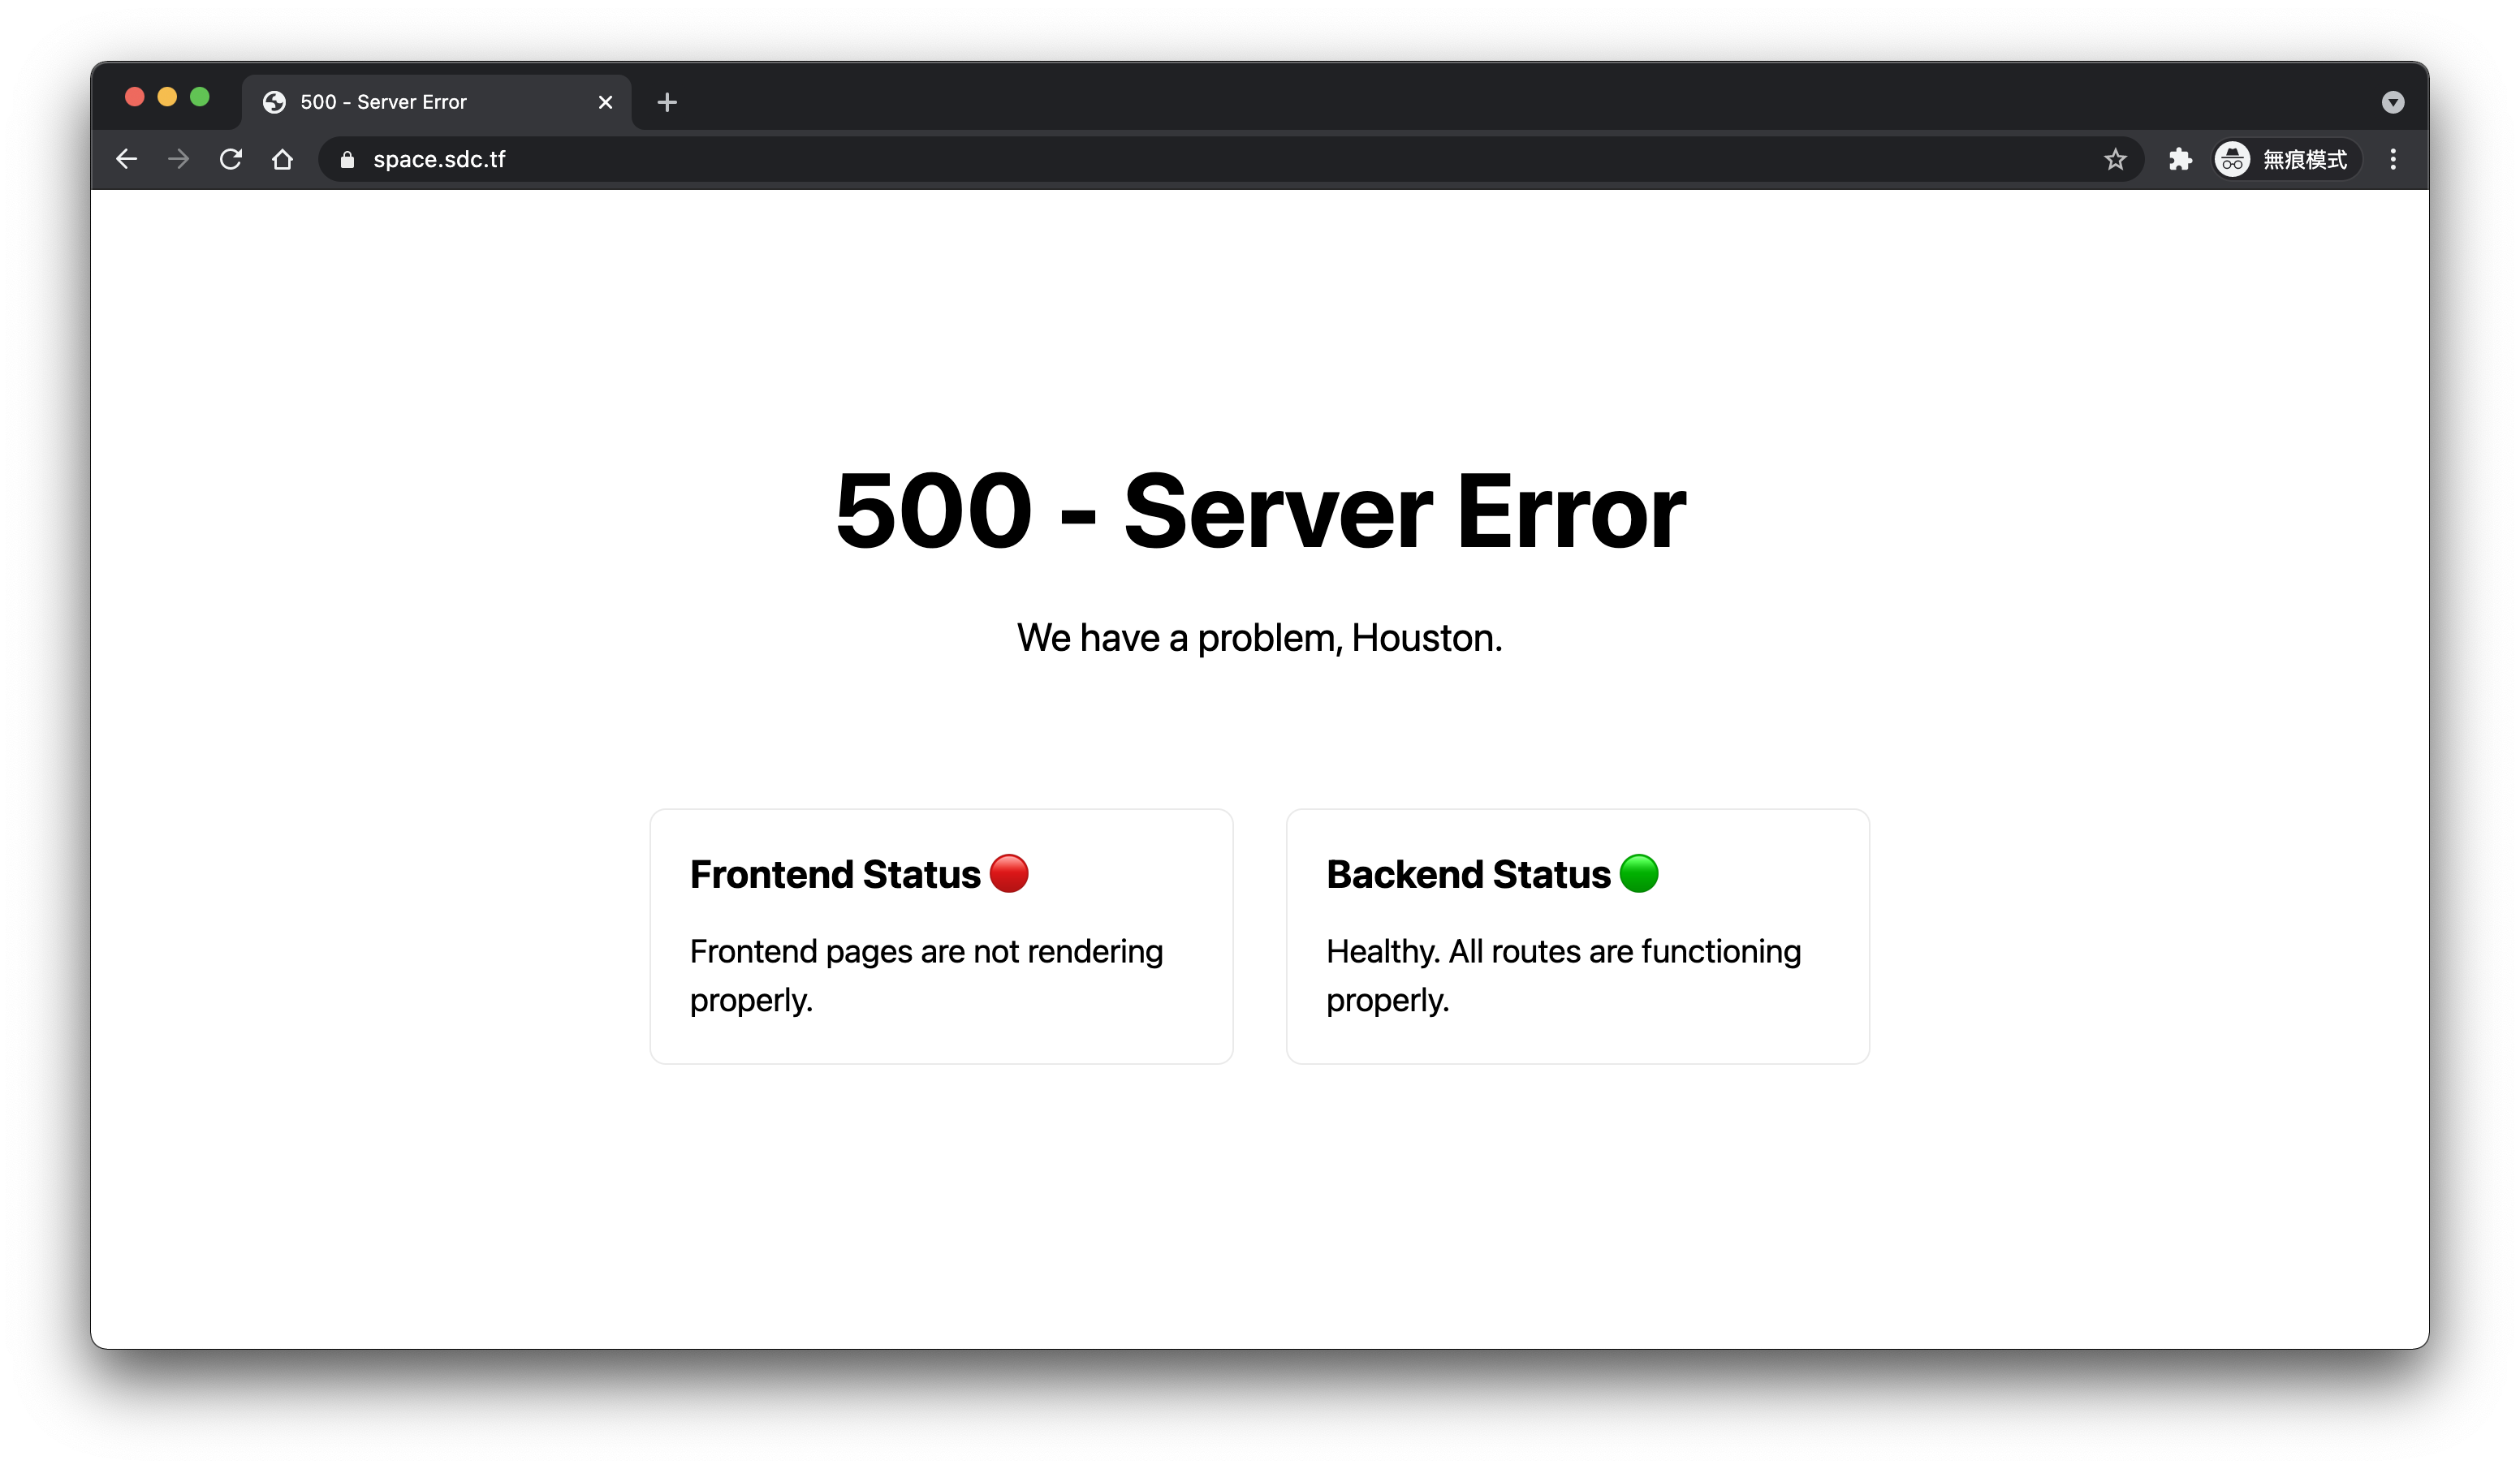 500 - Server Error
space.sdc.tf
無痕模式
500 - Server Error
We have a problem, Houston.
Frontend Status
Frontend pages are not rendering
properly.
Backend Status
Healthy. All routes are functioning
properly.